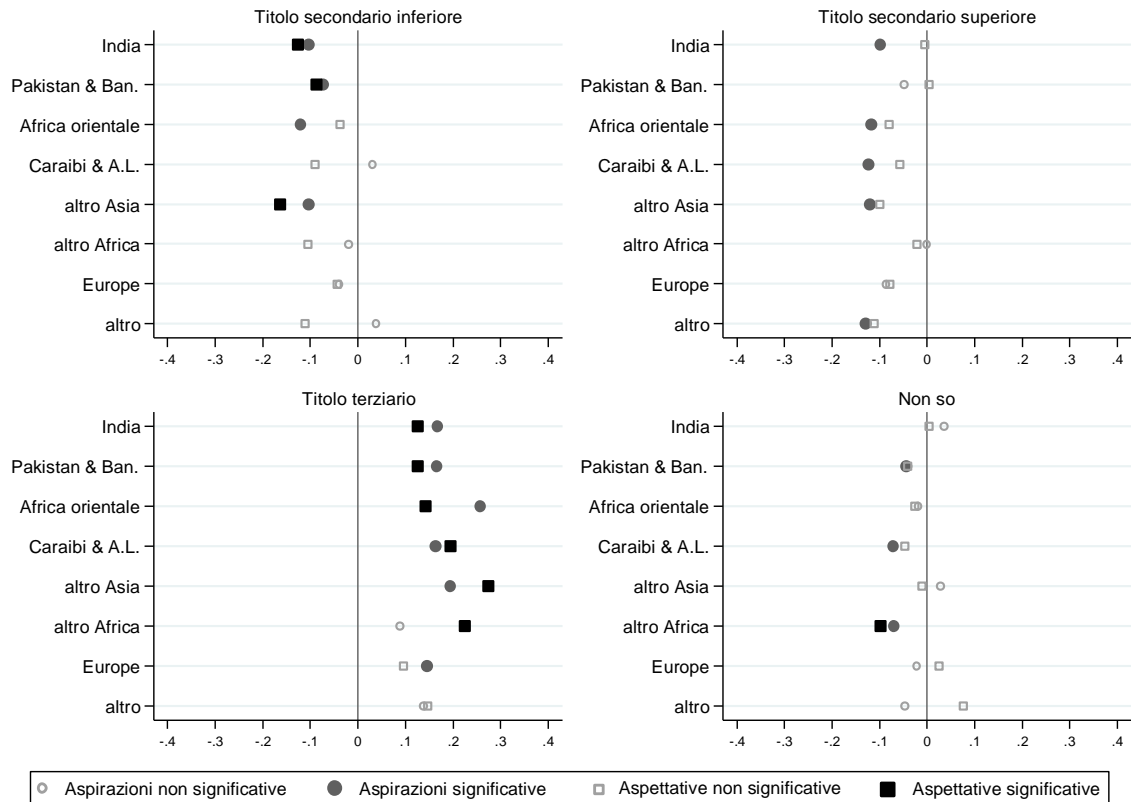 Titolo secondario inferiore
India
Pakistan & Ban.
Africa orientale
Caraibi & A.L.
altro Asia
altro Africa
Europe
altro
-.4 -.3 -.2 -.1 0 .1 .2 .3 .4
Titolo secondario superiore
India
Pakistan & Ban.
Africa orientale
Caraibi & A.L.
altro Asia
altro Africa
Europe
altro
-.4 -.3 -.2 -.1 0 .1 .2 .3 .4
Titolo terziario
India
Pakistan & Ban.
Africa orientale
Caraibi & A.L.
altro Asia
altro Africa
Europe
altro
-.4 -.3 -.2 -.1 0 .1 .2 .3 .4
Non so
India
Pakistan & Ban.
Africa orientale
Caraibi & A.L.
altro Asia
altro Africa
Europe
altro
-.4 -.3 -.2 -.1 0 .1 .2 .3 .4
Aspirazioni non significative Aspirazioni significative Aspettative non significative Aspettative significative